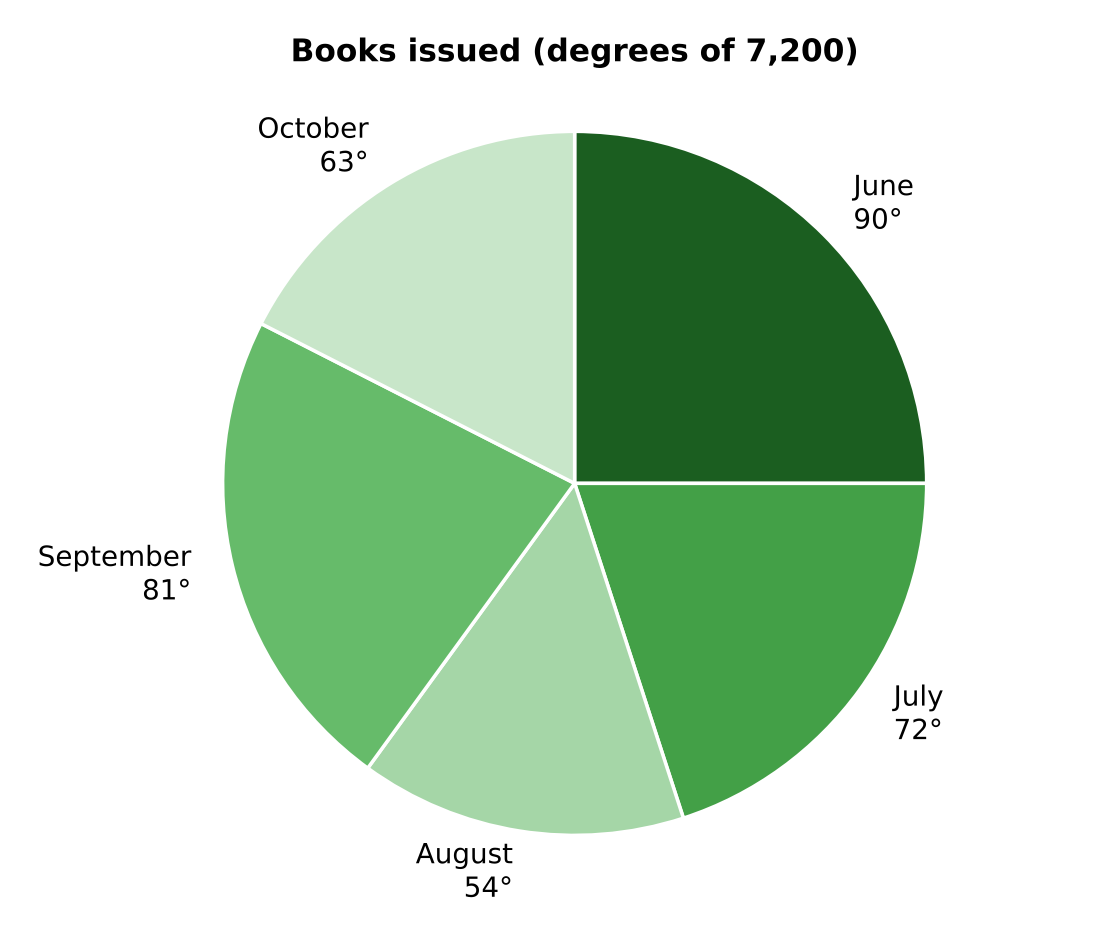 Books issued (degrees of 7,200)
October
63°
June
90°
September
81°
July
72°
August
54°